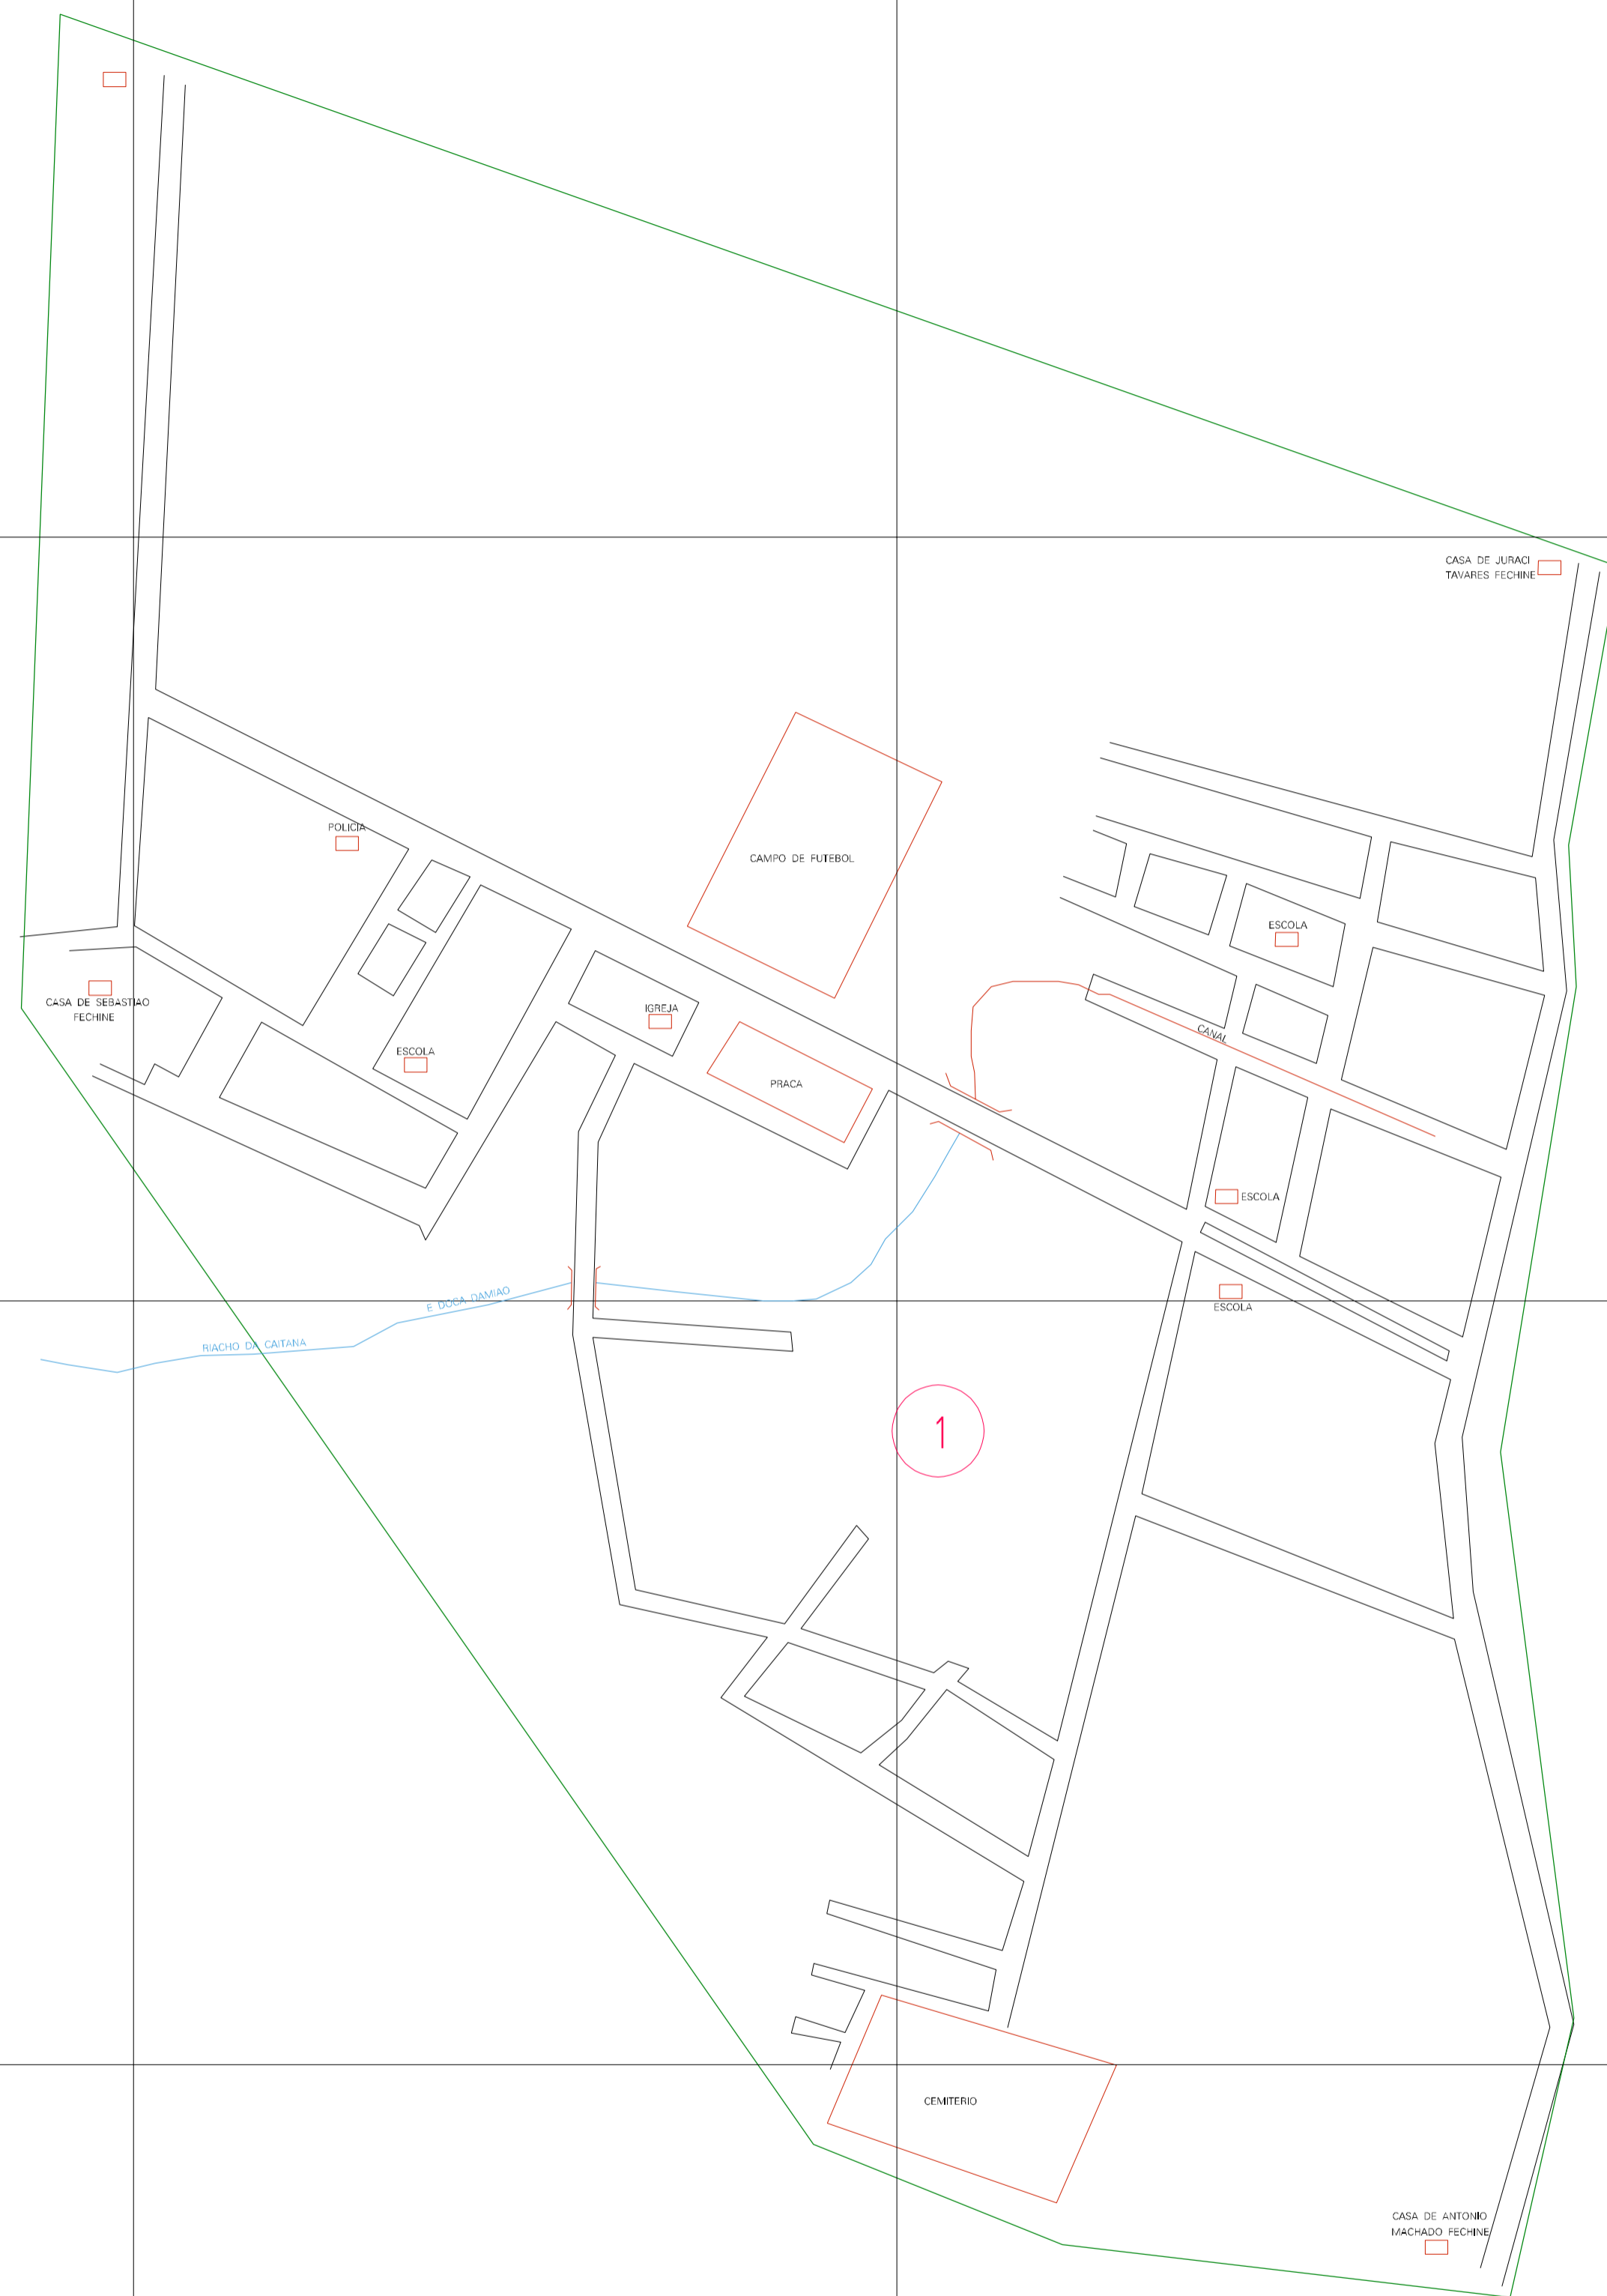 CASA DE JURACI
TAVARES FECHINE
POLICIA
CAMPO DE FUTEBOL
ESCOLA
CASA DE SEBASTIAO
FECHINE
IGREJA
CANAL
ESCOLA
PRACA
ESCOLA
E DOCA DAMIAO
ESCOLA
RIACHO DA CAITANA
1
CEMITERIO
CASA DE ANTONIO
MACHADO FECHINE